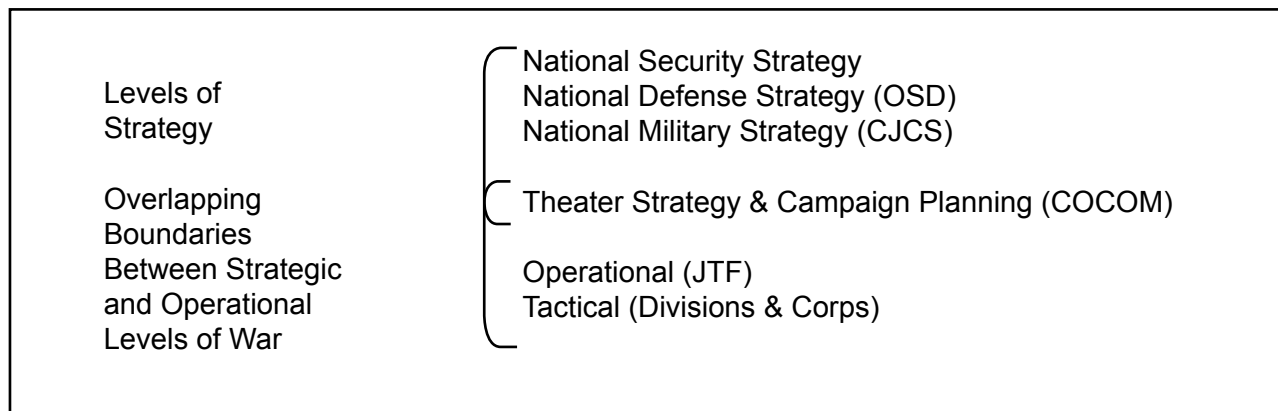 Levels of
Strategy
National Security Strategy
National Defense Strategy (OSD)
National Military Strategy (CJCS)
Overlapping
Boundaries
Between Strategic
and Operational
Levels of War
Theater Strategy & Campaign Planning (COCOM)
Operational (JTF)
Tactical (Divisions & Corps)